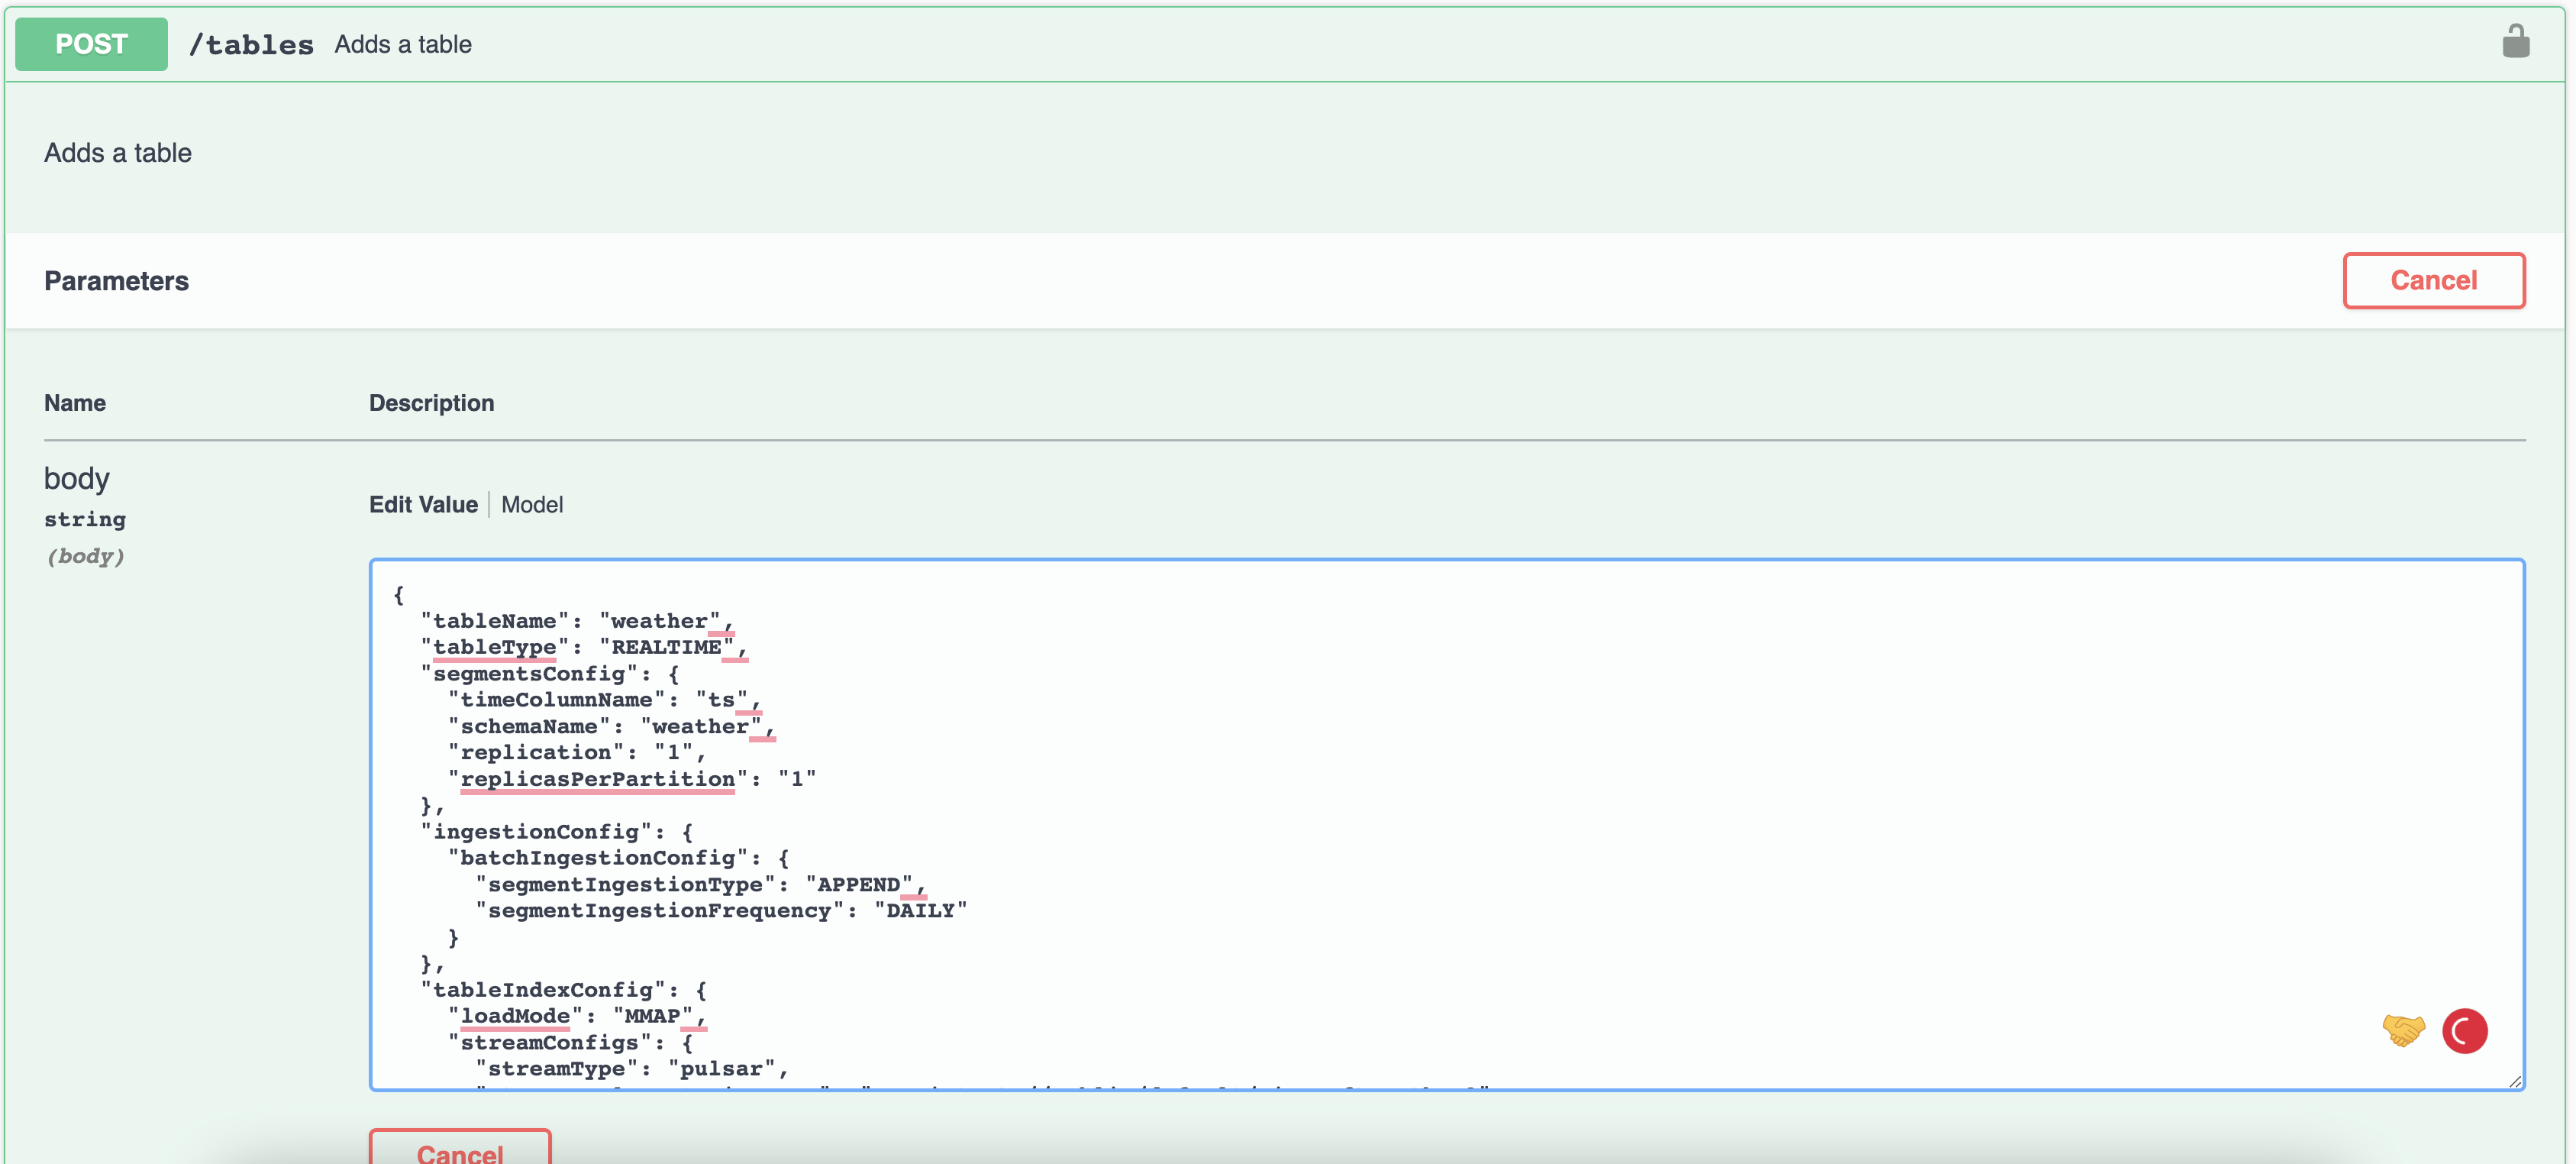 POST /tables Adds a table
Adds a table
Parameters
Cancel
Name Description
body
string
(body)
Edit Value | Model
{
  "tableName": "weather",
  "tableType": "REALTIME",
  "segmentsConfig": {
    "timeColumnName": "ts",
    "schemaName": "weather",
    "replication": "1",
    "replicasPerPartition": "1"
  },
  "ingestionConfig": {
    "batchIngestionConfig": {
      "segmentIngestionType": "APPEND",
      "segmentIngestionFrequency": "DAILY"
    }
  },
  "tableIndexConfig": {
    "loadMode": "MMAP",
    "streamConfigs": {
      "streamType": "pulsar",
Cancel